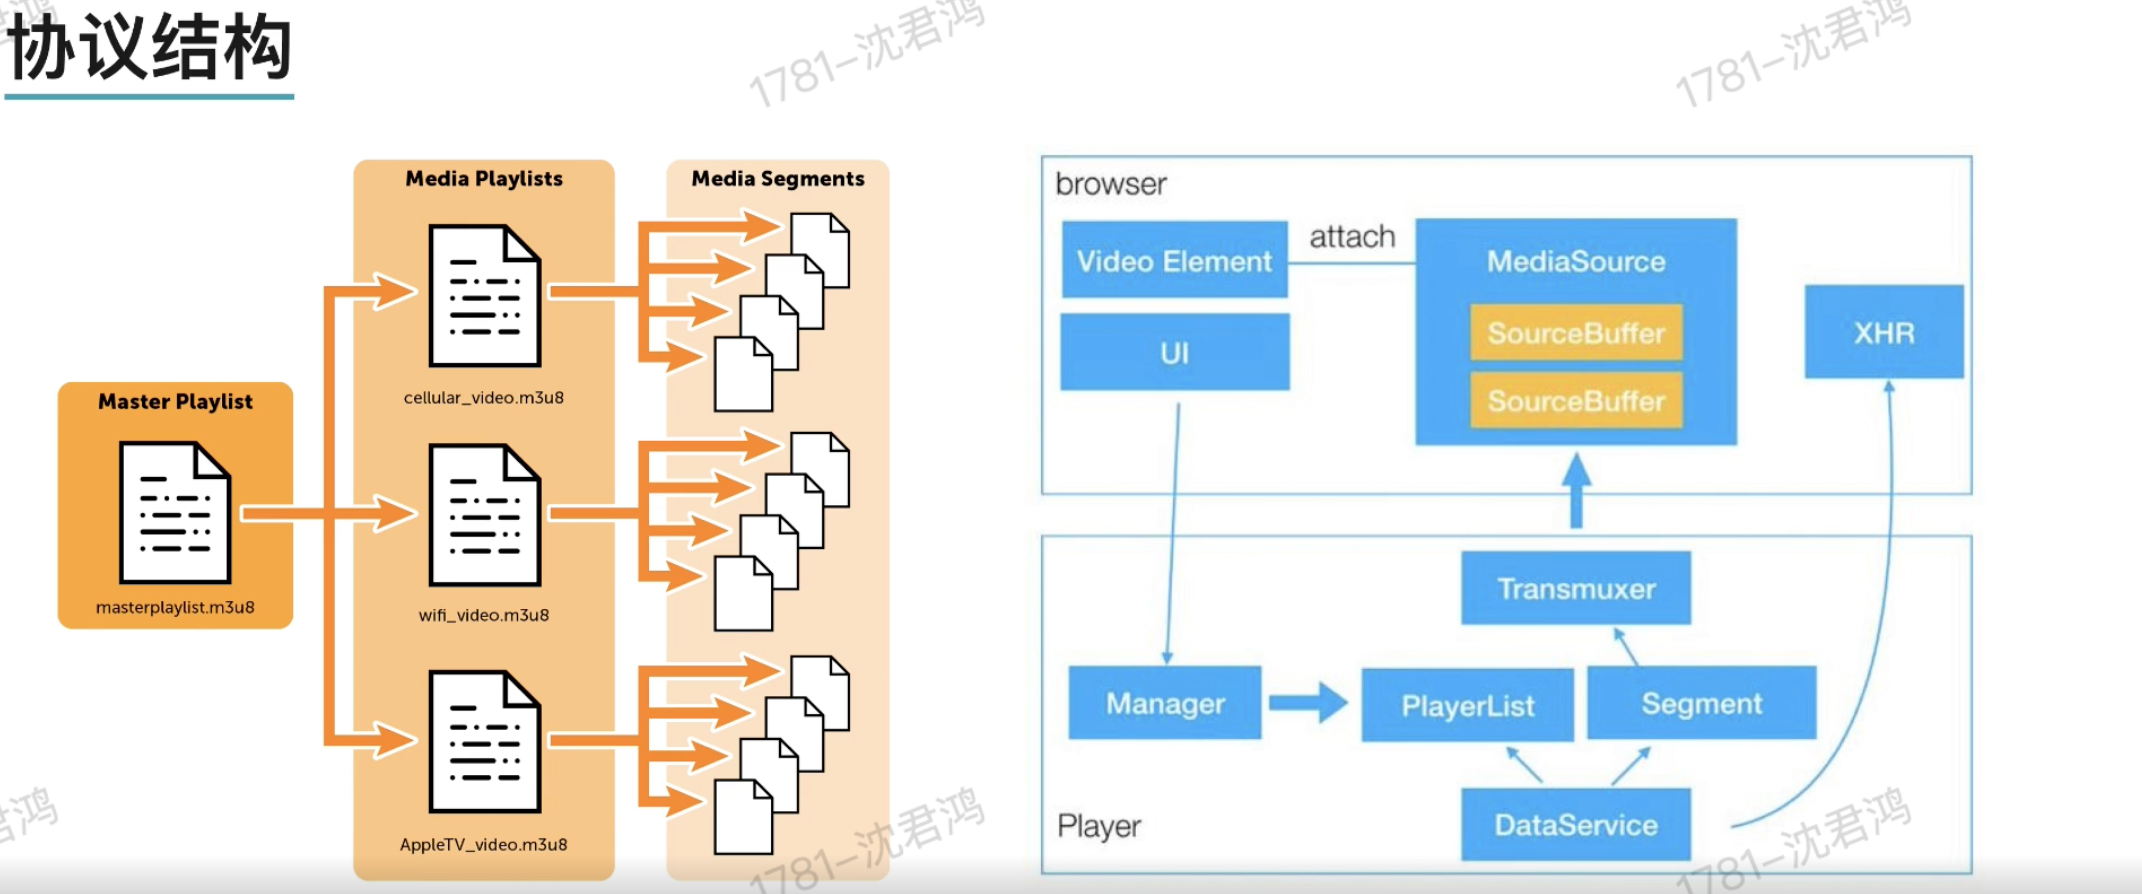 协议结构
1781-沈君鸿
1781-沈君鸿
Master Playlist
masterplaylist.m3u8
Media Playlists
cellular_video.m3u8
wifi_video.m3u8
AppleTV_video.m3u8
Media Segments
browser
Video Element
attach
MediaSource
SourceBuffer
SourceBuffer
UI
XHR
Transmuxer
Manager
PlayerList
Segment
DataService
Player
君鸿
1781-沈君鸿
1781-沈君鸿